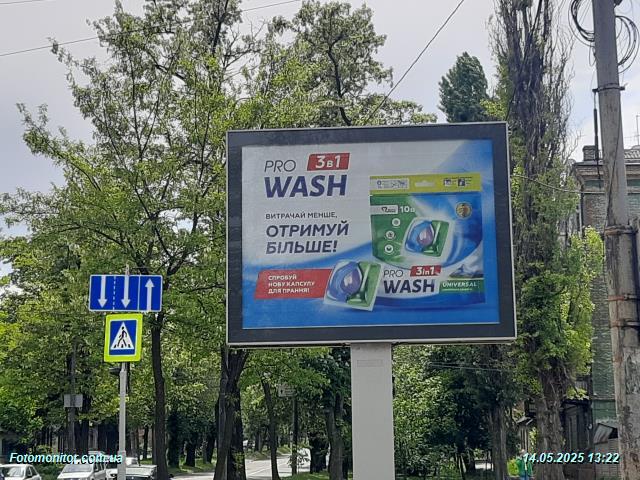 PRO 3в1
WASH
ВИТРАЧАЙ МЕНШЕ,
ОТРИМУЙ
БІЛЬШЕ!
СПРОБУЙ
НОВУ КАПСУЛУ
ДЛЯ ПРАННЯ!
10
PRO 3in1
WASH
UNIVERSAL
Fotomonitor.com.ua
14.05.2025 13:22